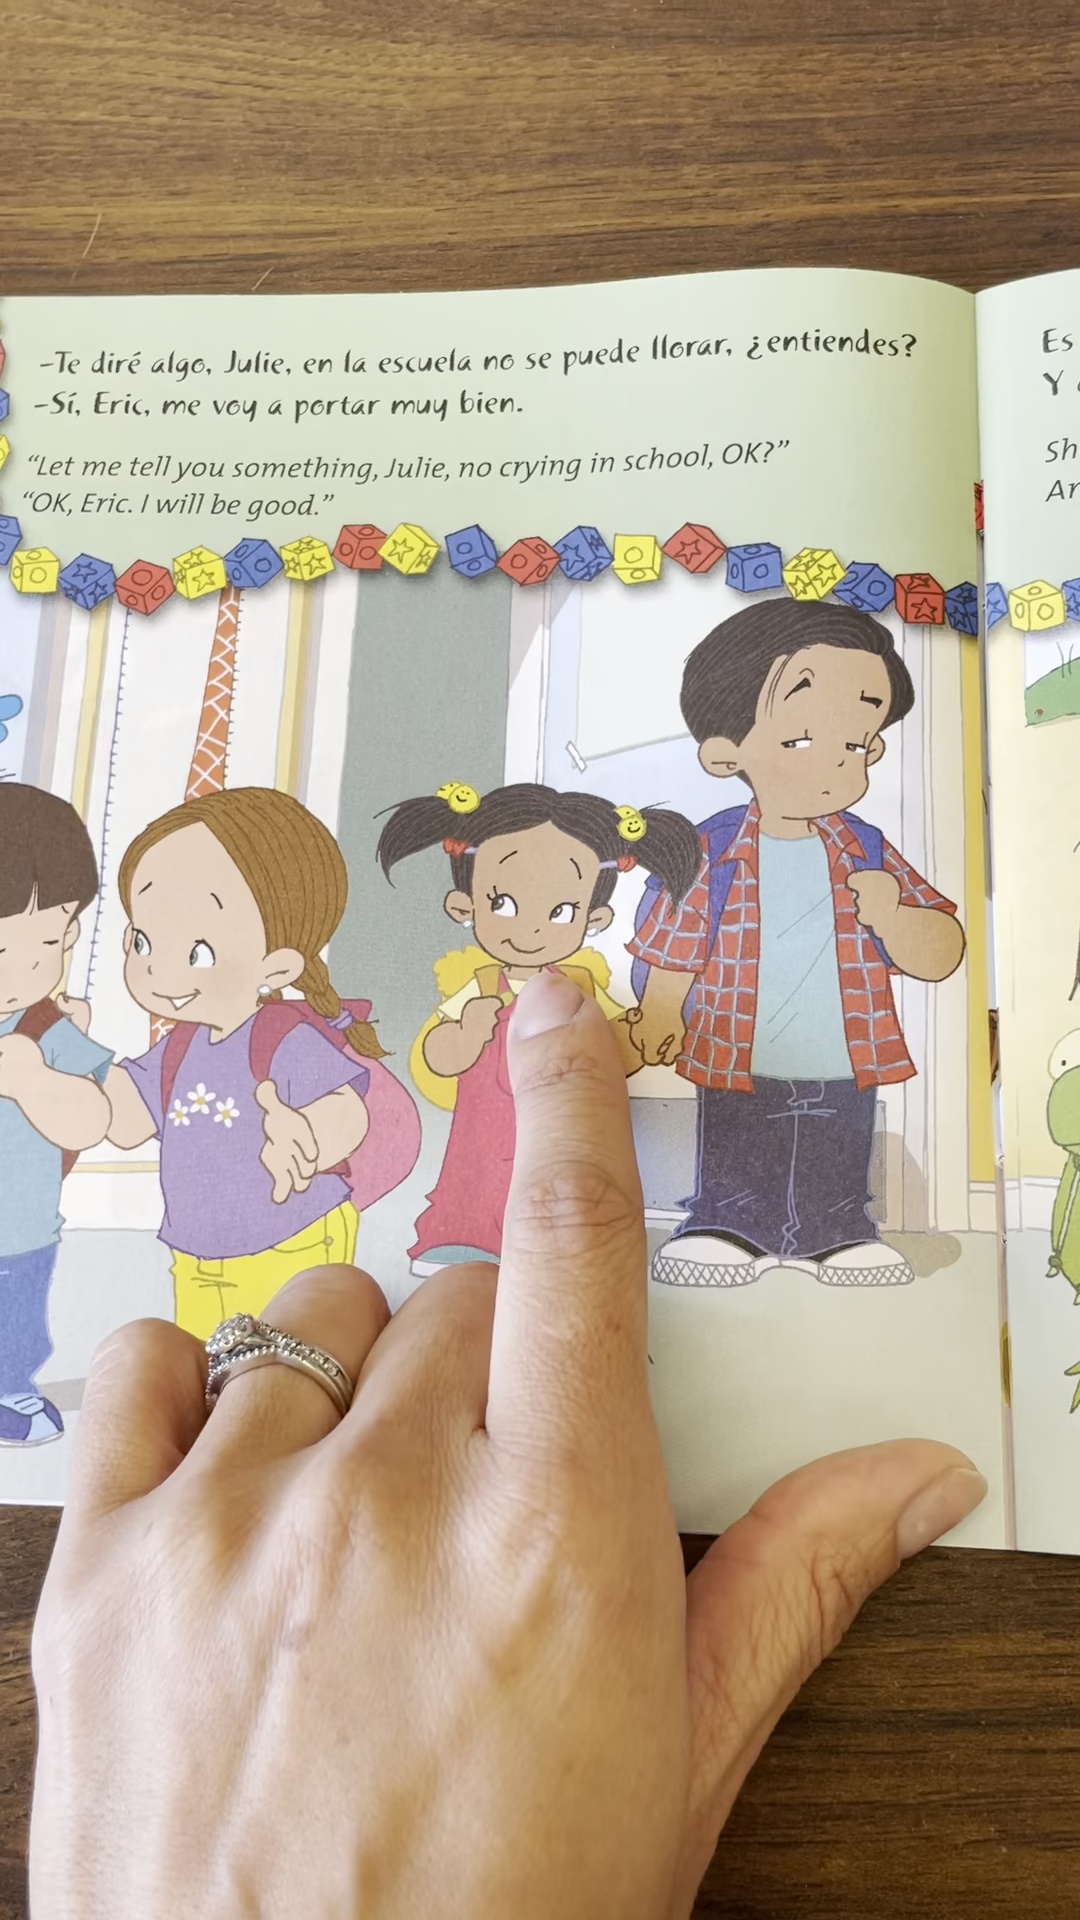 –Te diré algo, Julie, en la escuela no se puede llorar, ¿entiendes?
–Sí, Eric, me voy a portar muy bien.
“Let me tell you something, Julie, no crying in school, OK?”
“OK, Eric. I will be good.”
Es
Y
Sh
Ar